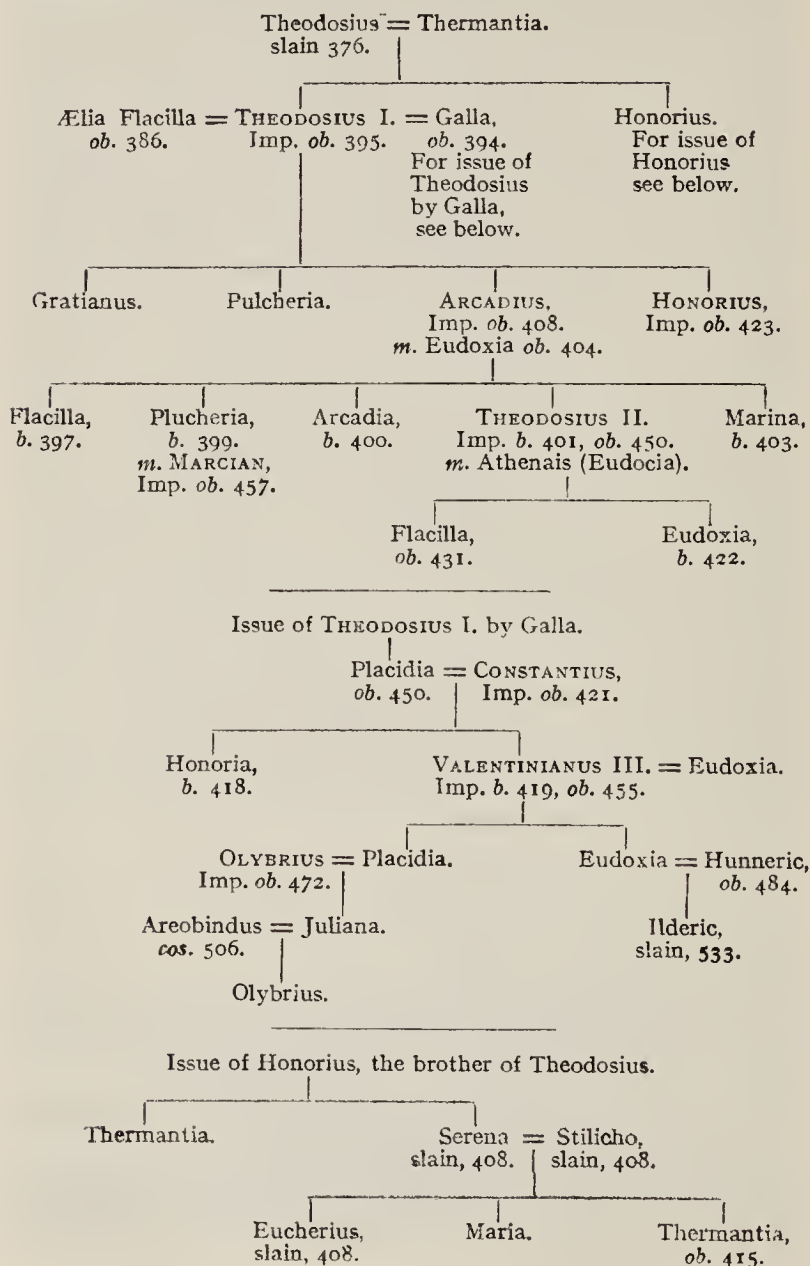 Theodosius = Thermantia.
slain 376.
Ælia Flacilla = THEODOSIUS I. = Galla, Honorius.
ob. 386. Imp. ob. 395. ob. 394. For issue of
For issue of Honorius
Theodosius see below.
by Galla,
see below.
Gratianus. Pulcheria. ARCADIUS, HONORIUS,
Imp. ob. 408. Imp. ob. 423.
m. Eudoxia ob. 404.
Flacilla, Plucheria, Arcadia, THEODOSIUS II. Marina,
b. 397. b. 399. b. 400. Imp. b. 401, ob. 450. b. 403.
m. MARCIAN, m. Athenais (Eudocia).
Imp. ob. 457.
Flacilla, Eudoxia,
ob. 431. b. 422.
Issue of THEODOSIUS I. by Galla.
Placidia = CONSTANTIUS,
ob. 450. Imp. ob. 421.
Honoria, VALENTINIANUS III. = Eudoxia.
b. 418. Imp. b. 419, ob. 455.
OLYBRIUS = Placidia. Eudoxia = Hunneric,
Imp. ob. 472. ob. 484.
Areobindus = Juliana. Ilderic,
cos. 506. slain, 533.
Olybrius.
Issue of Honorius, the brother of Theodosius.
Thermantia. Serena = Stilicho,
slain, 408. slain, 408.
Eucherius, Maria. Thermantia,
slain, 408. ob. 415.